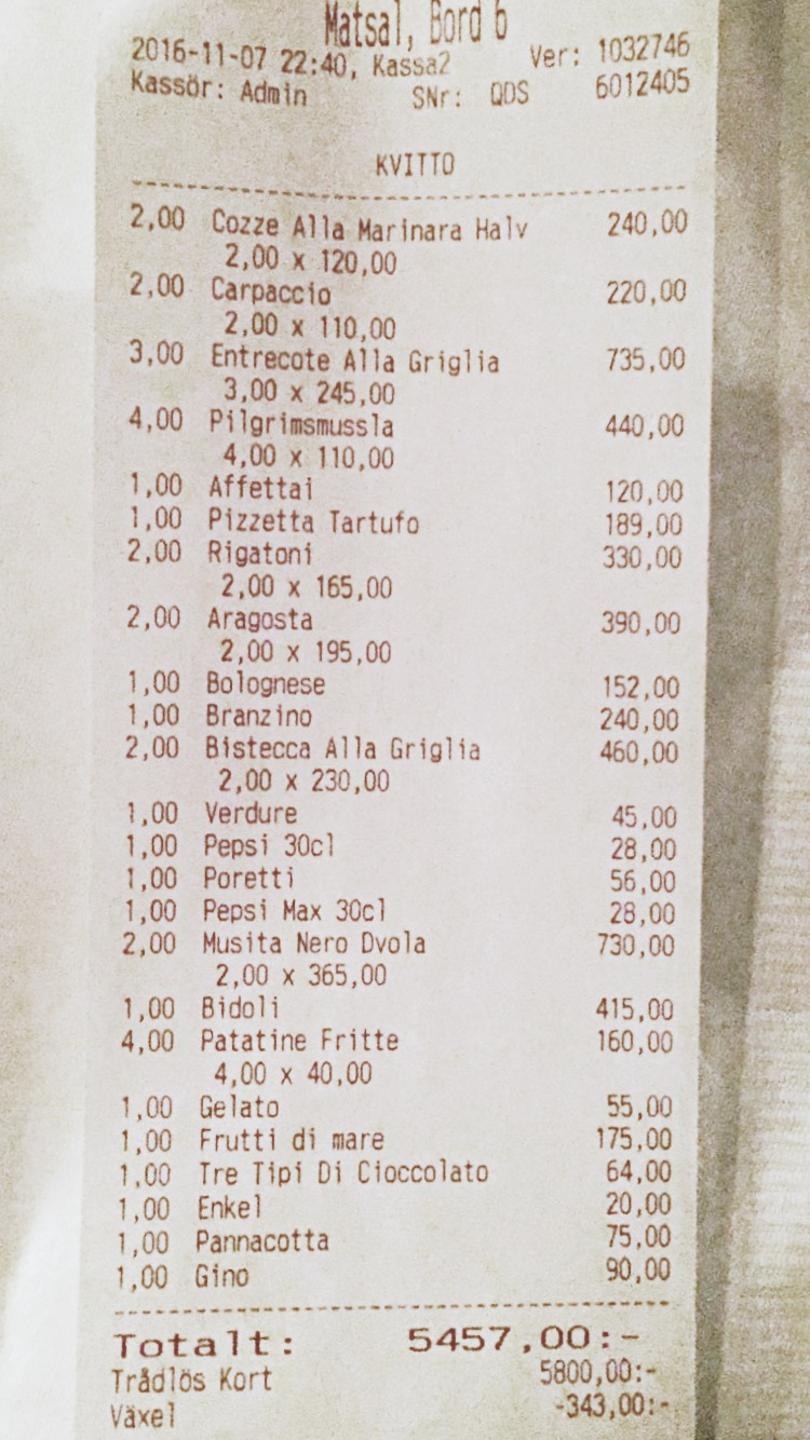 Matsal, Bord 6
2016-11-07 22:40, Kassa2 Ver: 1032746
Kassör: Admin SNr: QDS 6012405
KVITTO
2,00 Cozze Alla Marinara Halv 240,00
2,00 x 120,00
2,00 Carpaccio 220,00
2,00 x 110,00
3,00 Entrecote Alla Griglia 735,00
3,00 x 245,00
4,00 Pilgrimsmussla 440,00
4,00 x 110,00
1,00 Affettai 120,00
1,00 Pizzetta Tartufo 189,00
2,00 Rigatoni 330,00
2,00 x 165,00
2,00 Aragosta 390,00
2,00 x 195,00
1,00 Bolognese 152,00
1,00 Branzino 240,00
2,00 Bistecca Alla Griglia 460,00
2,00 x 230,00
1,00 Verdure 45,00
1,00 Pepsi 30cl 28,00
1,00 Poretti 56,00
1,00 Pepsi Max 30cl 28,00
2,00 Musita Nero Dvola 730,00
2,00 x 365,00
1,00 Bidoli 415,00
4,00 Patatine Fritte 160,00
4,00 x 40,00
1,00 Gelato 55,00
1,00 Frutti di mare 175,00
1,00 Tre Tipi Di Cioccolato 64,00
1,00 Enkel 20,00
1,00 Pannacotta 75,00
1,00 Gino 90,00
Totalt: 5457,00:-
Trådlös Kort 5800,00:-
Växel -343,00:-